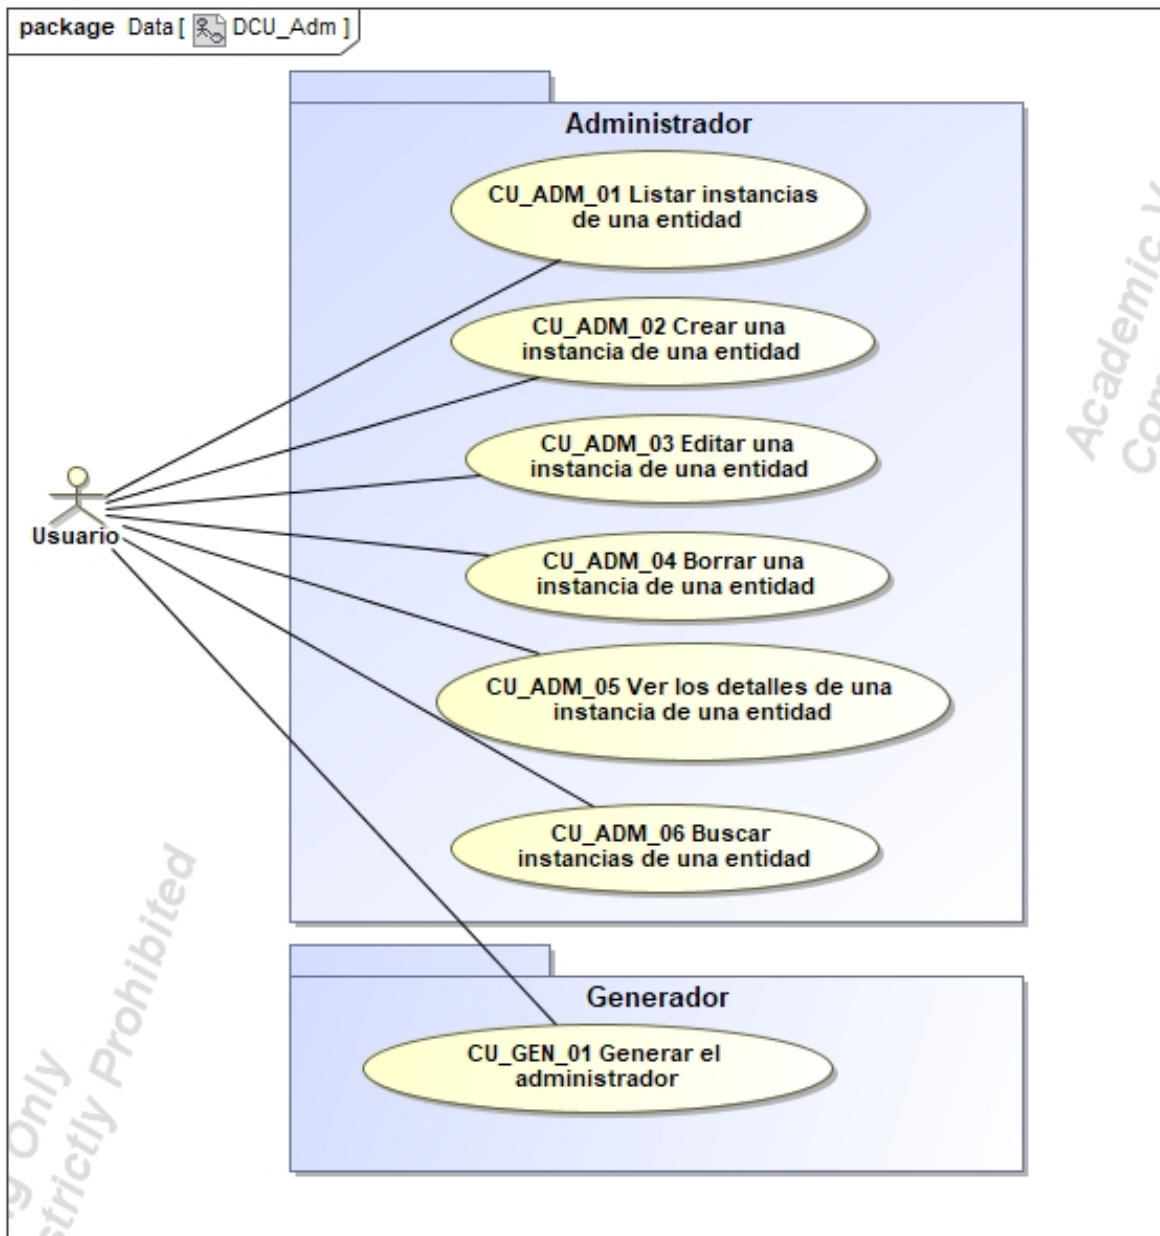 package Data [ DCU_Adm ]
Administrador
CU_ADM_01 Listar instancias
de una entidad
CU_ADM_02 Crear una
instancia de una entidad
CU_ADM_03 Editar una
instancia de una entidad
Usuario
CU_ADM_04 Borrar una
instancia de una entidad
CU_ADM_05 Ver los detalles de una
instancia de una entidad
CU_ADM_06 Buscar
instancias de una entidad
Generador
CU_GEN_01 Generar el
administrador
Academic
Only
Prohibited